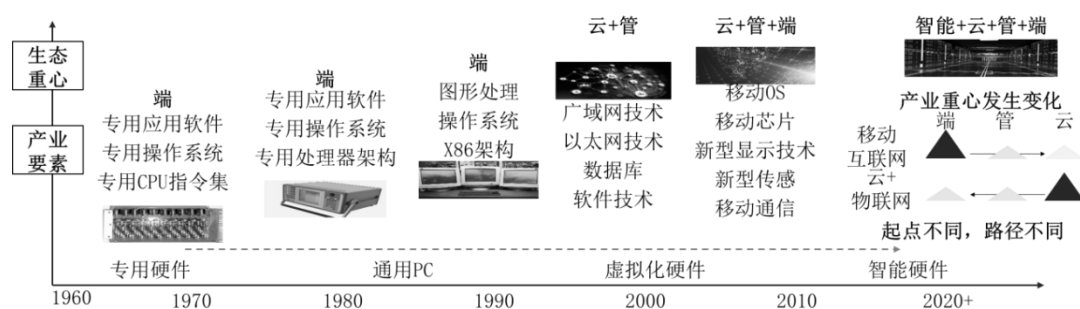 生态
重心
产业
要素
端
专用应用软件
专用操作系统
专用CPU指令集
端
专用应用软件
专用操作系统
专用处理器架构
端
图形处理
操作系统
X86架构
云+管
广域网技术
以太网技术
数据库
软件技术
云+管+端
移动OS
移动芯片
新型显示技术
新型传感
移动通信
智能+云+管+端
产业重心发生变化
端 管 云
移动
互联网
云+
物联网
起点不同，路径不同
专用硬件 通用PC 虚拟化硬件 智能硬件
1960 1970 1980 1990 2000 2010 2020+